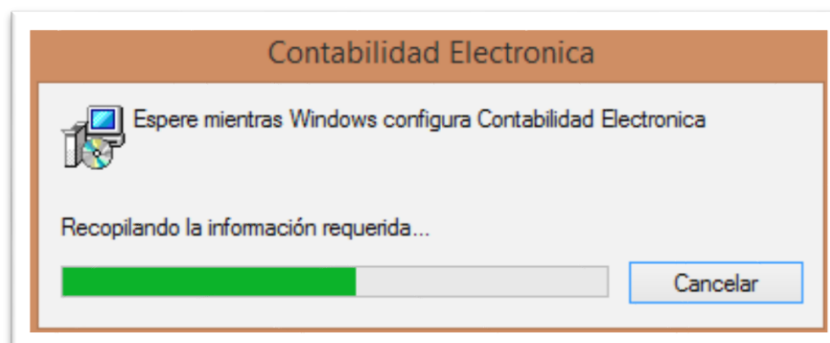 Contabilidad Electronica
Espere mientras Windows configura Contabilidad Electronica
Recopilando la información requerida...
Cancelar